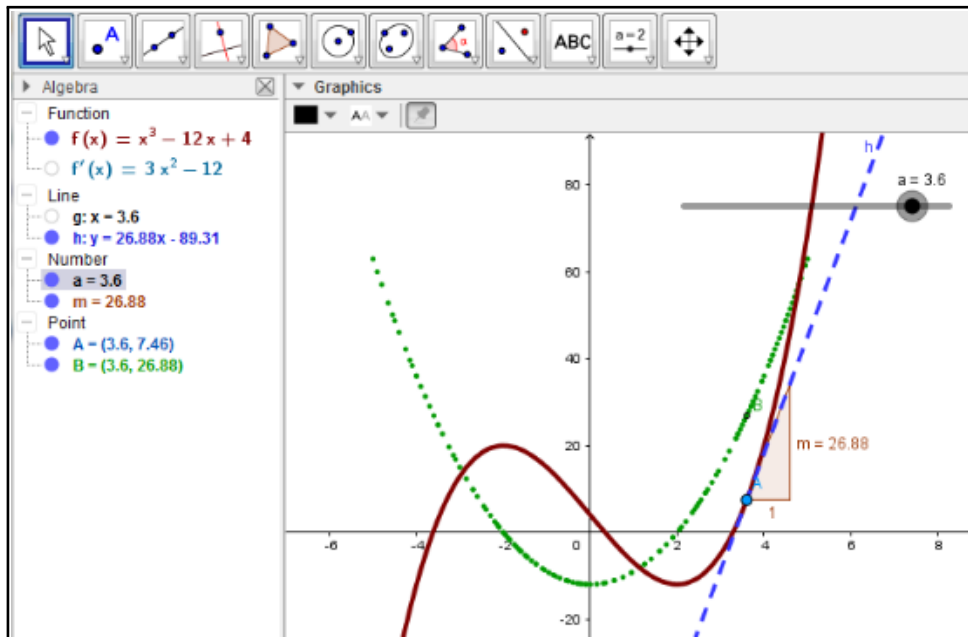 A
α
ABC
a = 2
Algebra
Graphics
Function
f(x) = x³ − 12x + 4
f′(x) = 3x² − 12
Line
g: x = 3.6
h: y = 26.88x - 89.31
Number
a = 3.6
m = 26.88
Point
A = (3.6, 7.46)
B = (3.6, 26.88)
AA
h
80
a = 3.6
60
40
B
20
m = 26.88
A
1
-6
-4
-2
0
2
4
6
8
-20